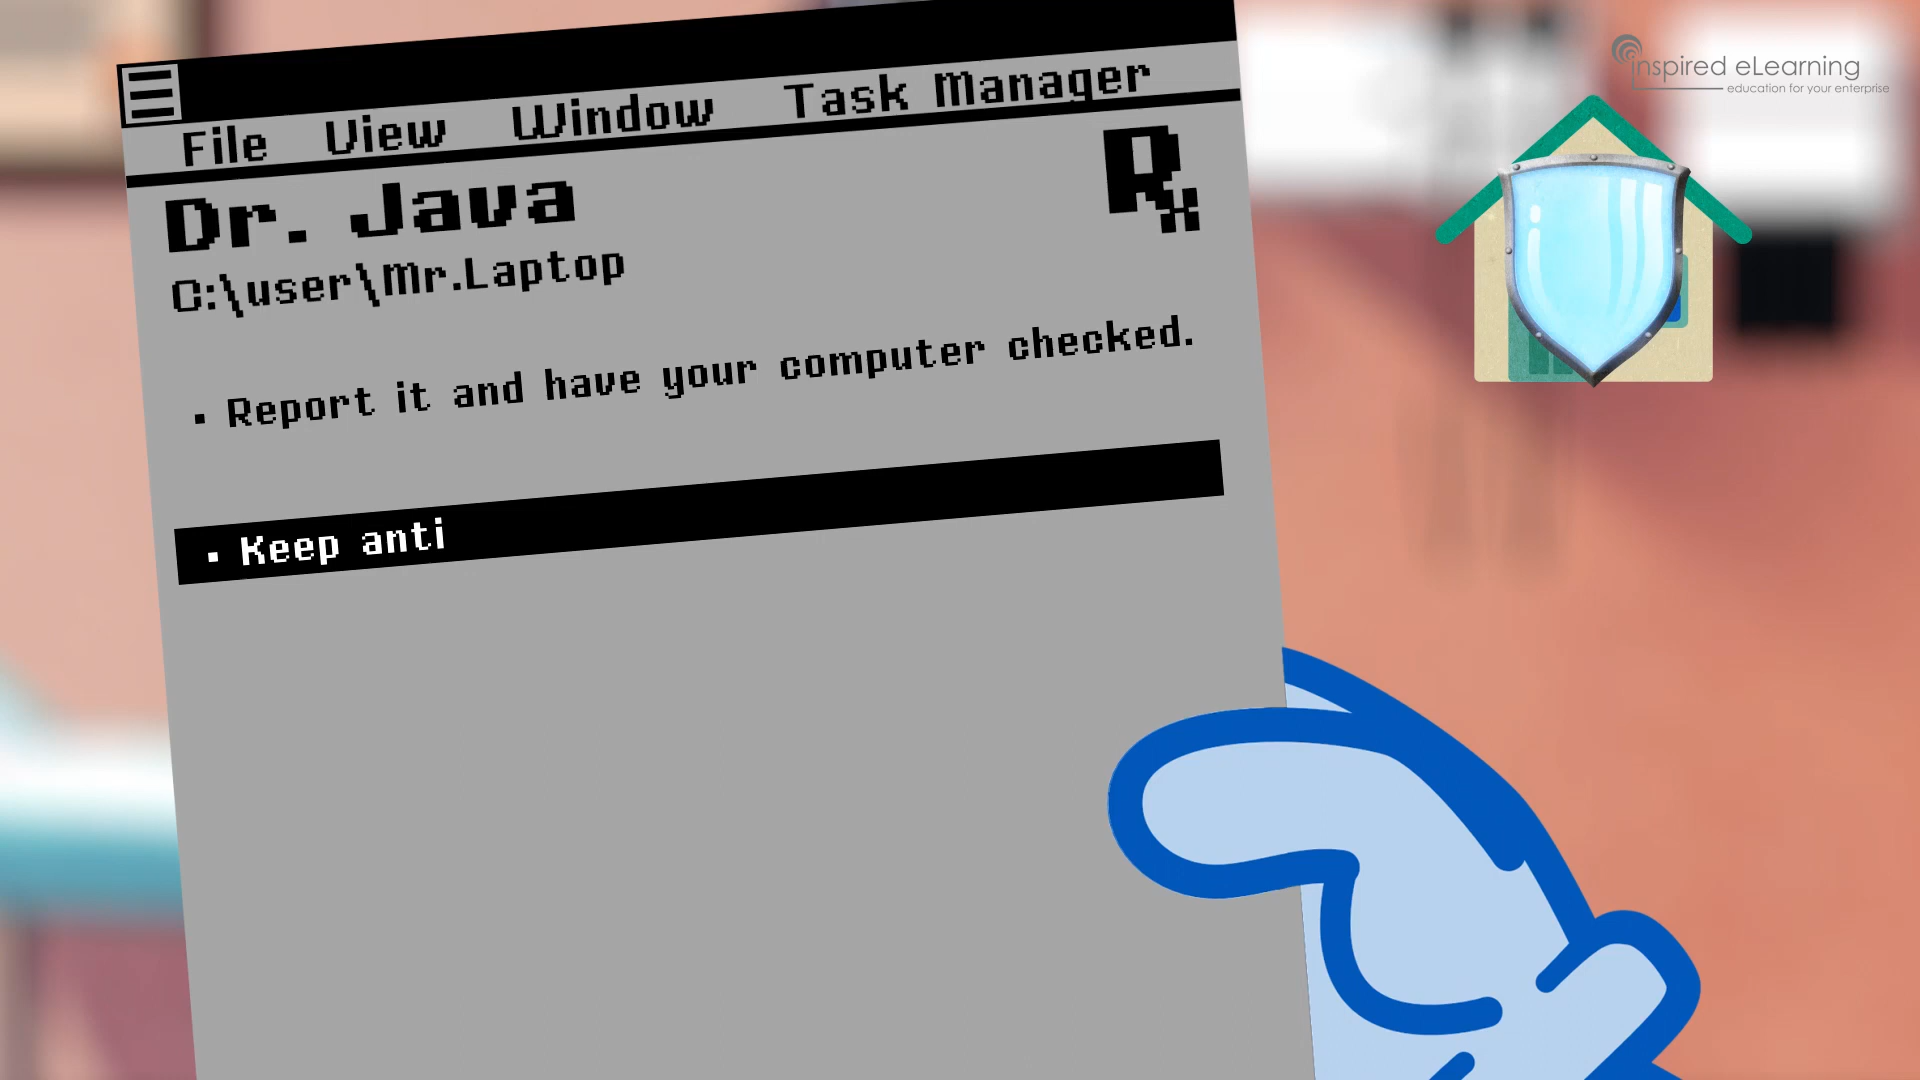 inspired eLearning
education for your enterprise
File View Window Task Manager
Dr. Java
Rx
C:\user\Mr.Laptop
• Report it and have your computer checked.
• Keep anti